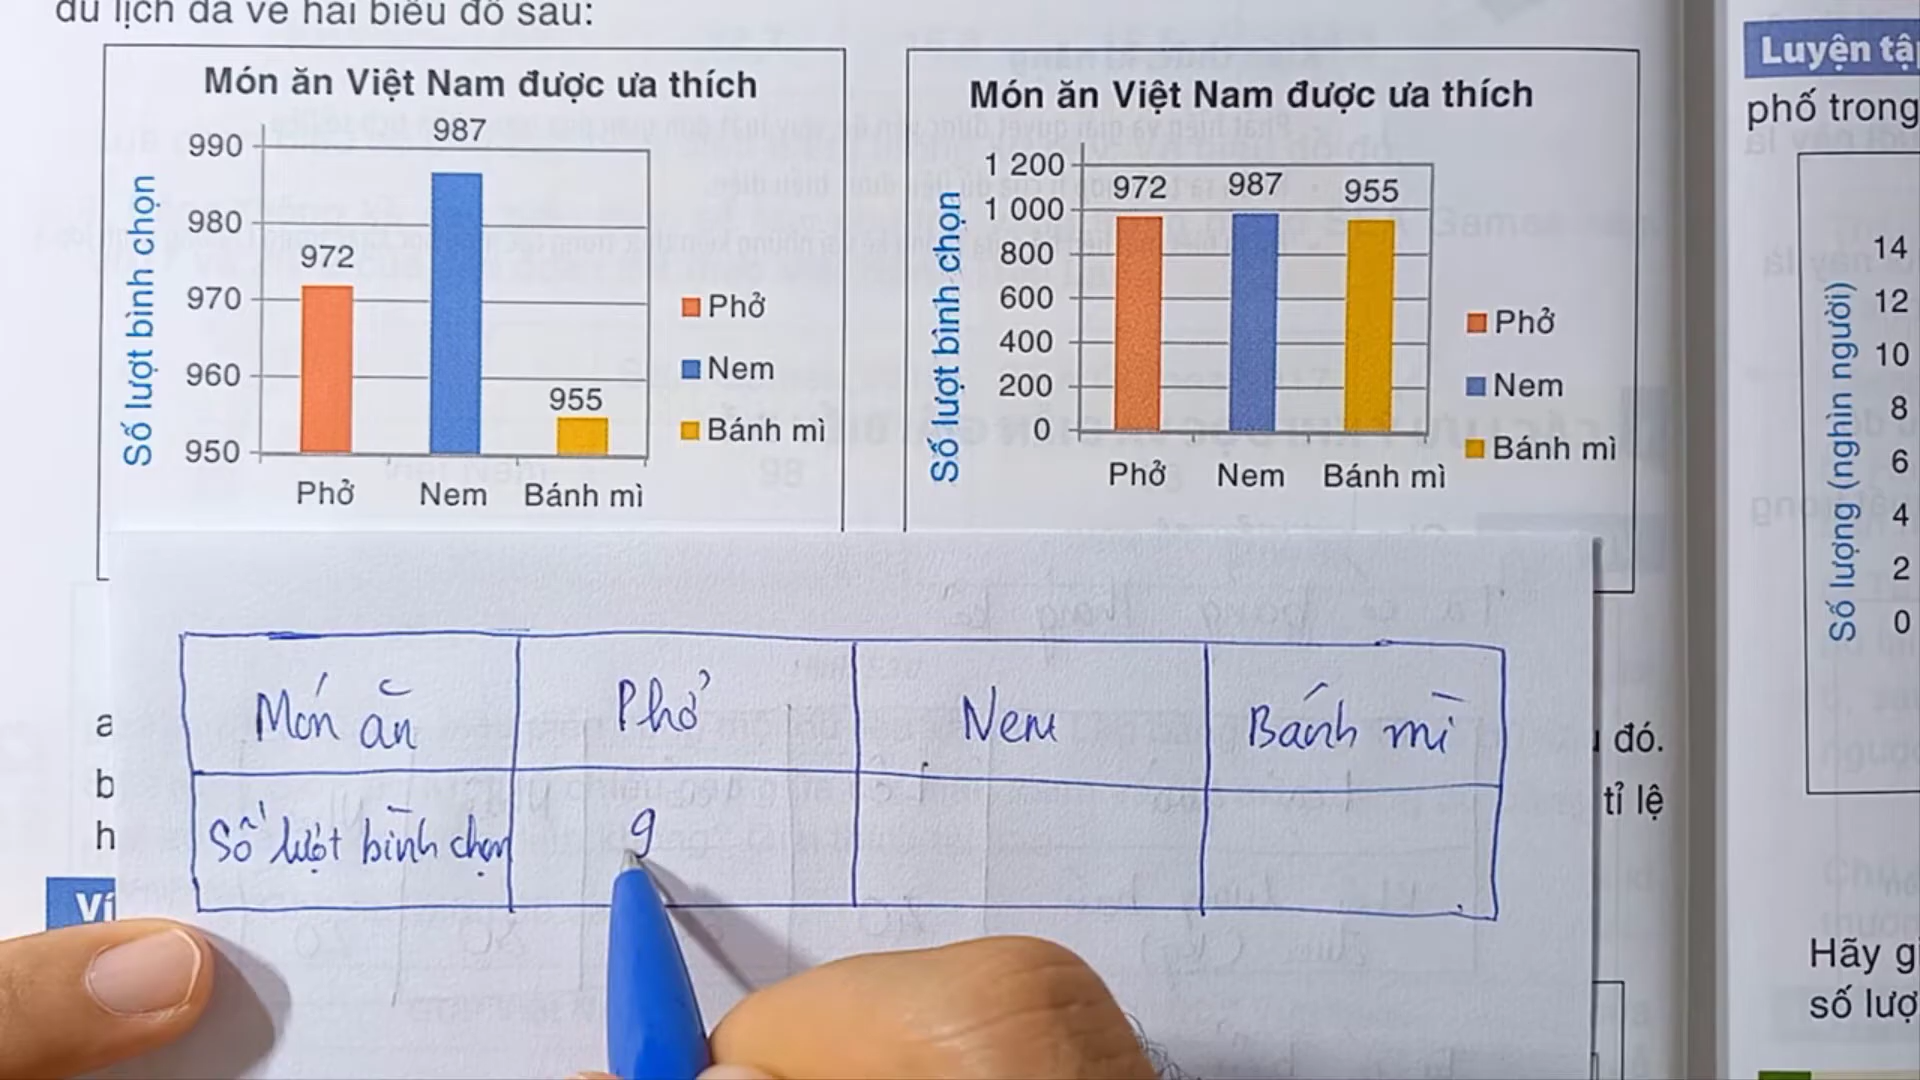 du lịch đã vẽ hai biểu đồ sau:
Món ăn Việt Nam được ưa thích
987
990
980
972
970
960
955
950
Số lượt bình chọn
Phở
Nem
Bánh mì
Phở
Nem
Bánh mì
Món ăn Việt Nam được ưa thích
1 200
972
987
955
1 000
800
600
400
200
0
Số lượt bình chọn
Phở
Nem
Bánh mì
Phở
Nem
Bánh mì
Món ăn
Phở
Nem
Bánh mì
Số lượt bình chọn
9
a
b
h
đó.
tỉ lệ
Ví
Luyện tậ
phố trong
14
12
10
8
6
4
2
0
Số lượng (nghìn người)
Hãy gi
số lượ